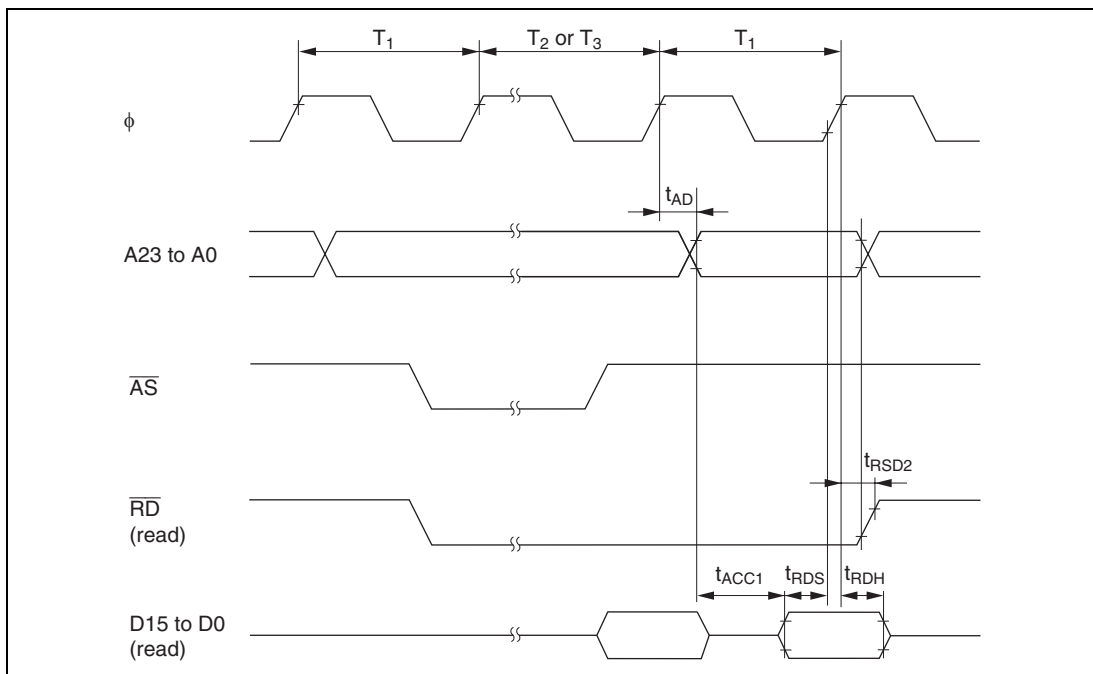 T1 T2 or T3 T1
ϕ
tAD
A23 to A0
AS
tRSD2
RD
(read)
tACC1 tRDS tRDH
D15 to D0
(read)